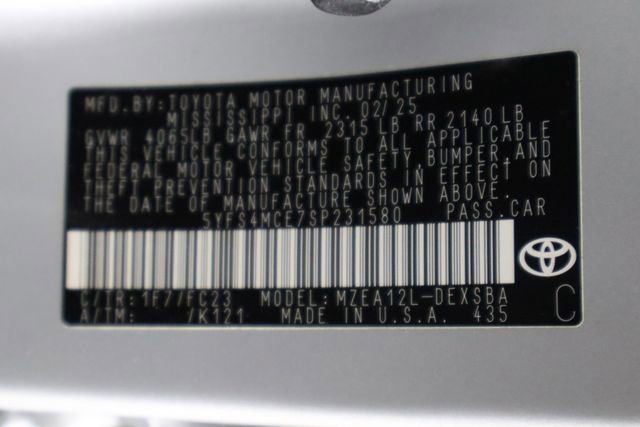 MFD. BY: TOYOTA MOTOR MANUFACTURING
MISSISSIPPI INC. 02/25
GVWR 4065LB GAWR FR 2315 LB RR 2140 LB
THIS VEHICLE CONFORMS TO ALL APPLICABLE
FEDERAL MOTOR VEHICLE SAFETY, BUMPER, AND
THEFT PREVENTION STANDARDS IN EFFECT ON
THE DATE OF MANUFACTURE SHOWN ABOVE.
5YFS4MCE7SP231580 PASS. CAR
C/TR: 1F7/FC23 MODEL: MZEA12L-DEXSBA
A/TM: /K121 MADE IN U.S.A. 435 C